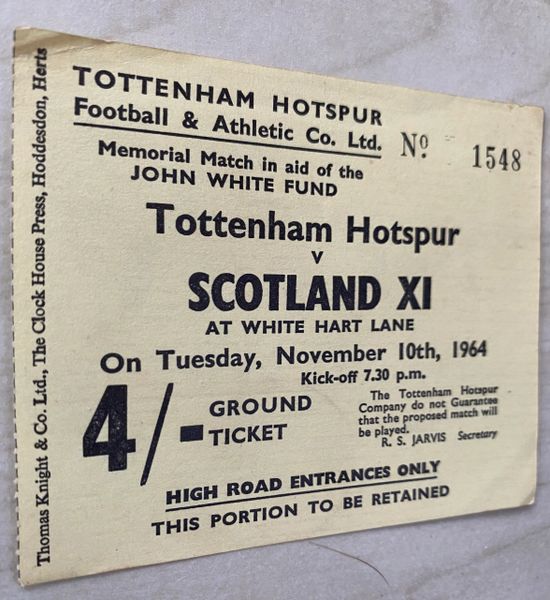 TOTTENHAM HOTSPUR
Football & Athletic Co. Ltd.
Nº 1548
Memorial Match in aid of the
JOHN WHITE FUND
Tottenham Hotspur
v
SCOTLAND XI
AT WHITE HART LANE
On Tuesday, November 10th, 1964
Kick-off 7.30 p.m.
4/-
GROUND
TICKET
The Tottenham Hotspur
Company do not Guarantee
that the proposed match will
be played.
R. S. JARVIS Secretary
HIGH ROAD ENTRANCES ONLY
THIS PORTION TO BE RETAINED
Thomas Knight & Co. Ltd., The Clock House Press, Hoddesdon, Herts